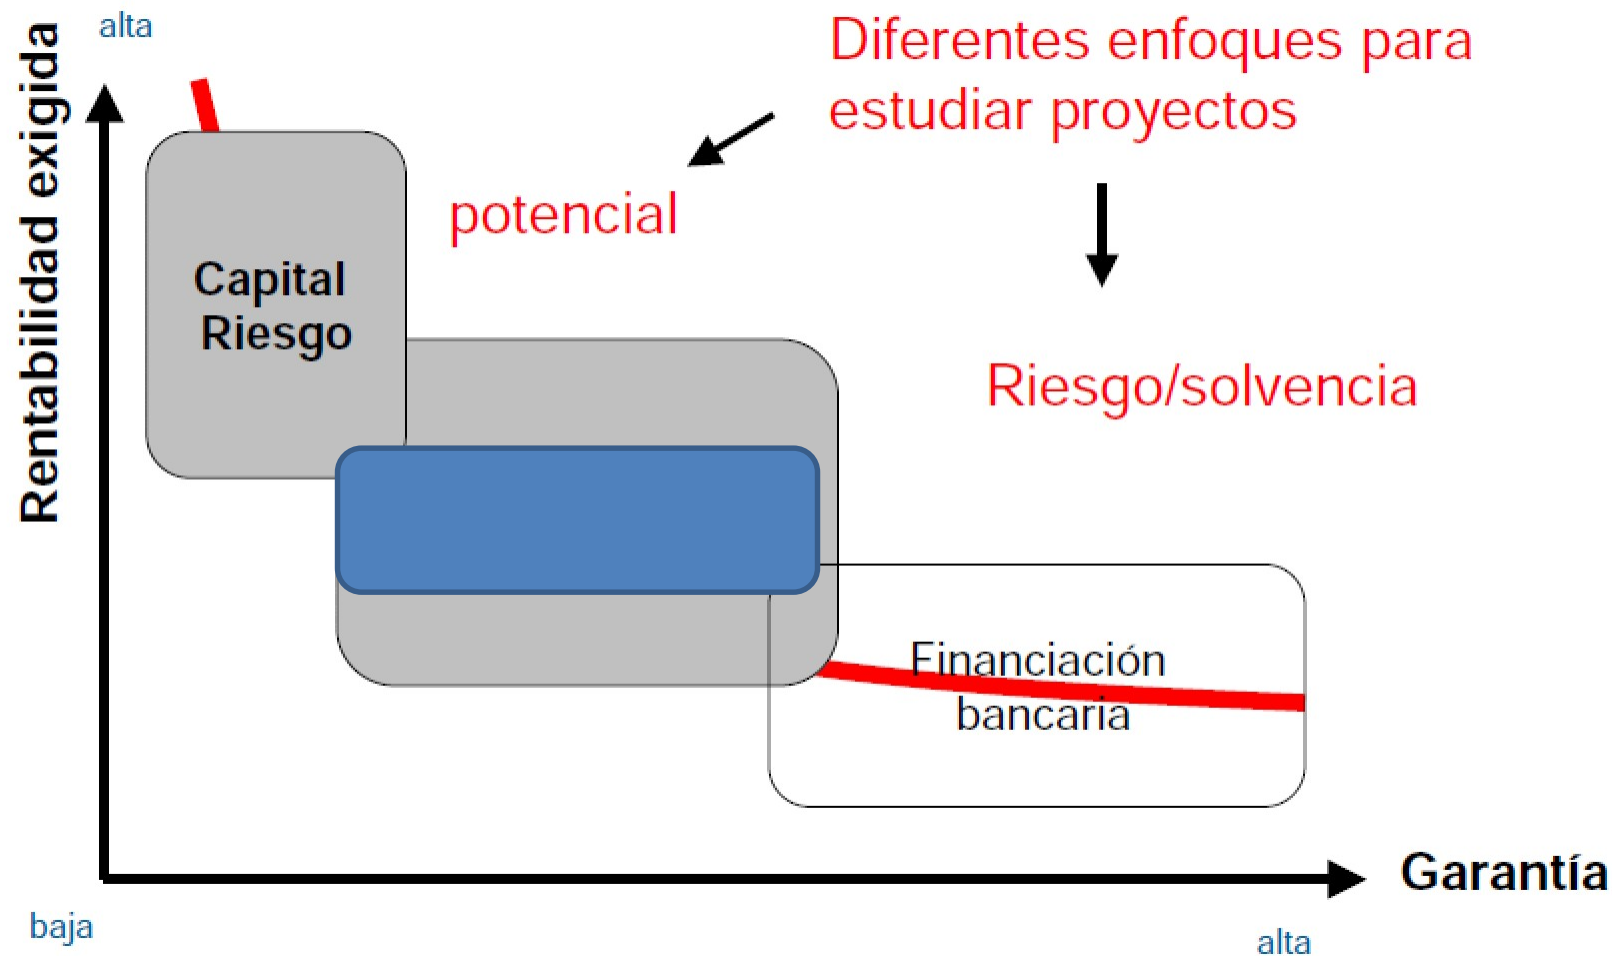 alta
Rentabilidad exigida
Diferentes enfoques para
estudiar proyectos
potencial
Capital
Riesgo
Riesgo/solvencia
Financiación
bancaria
Garantía
baja
alta